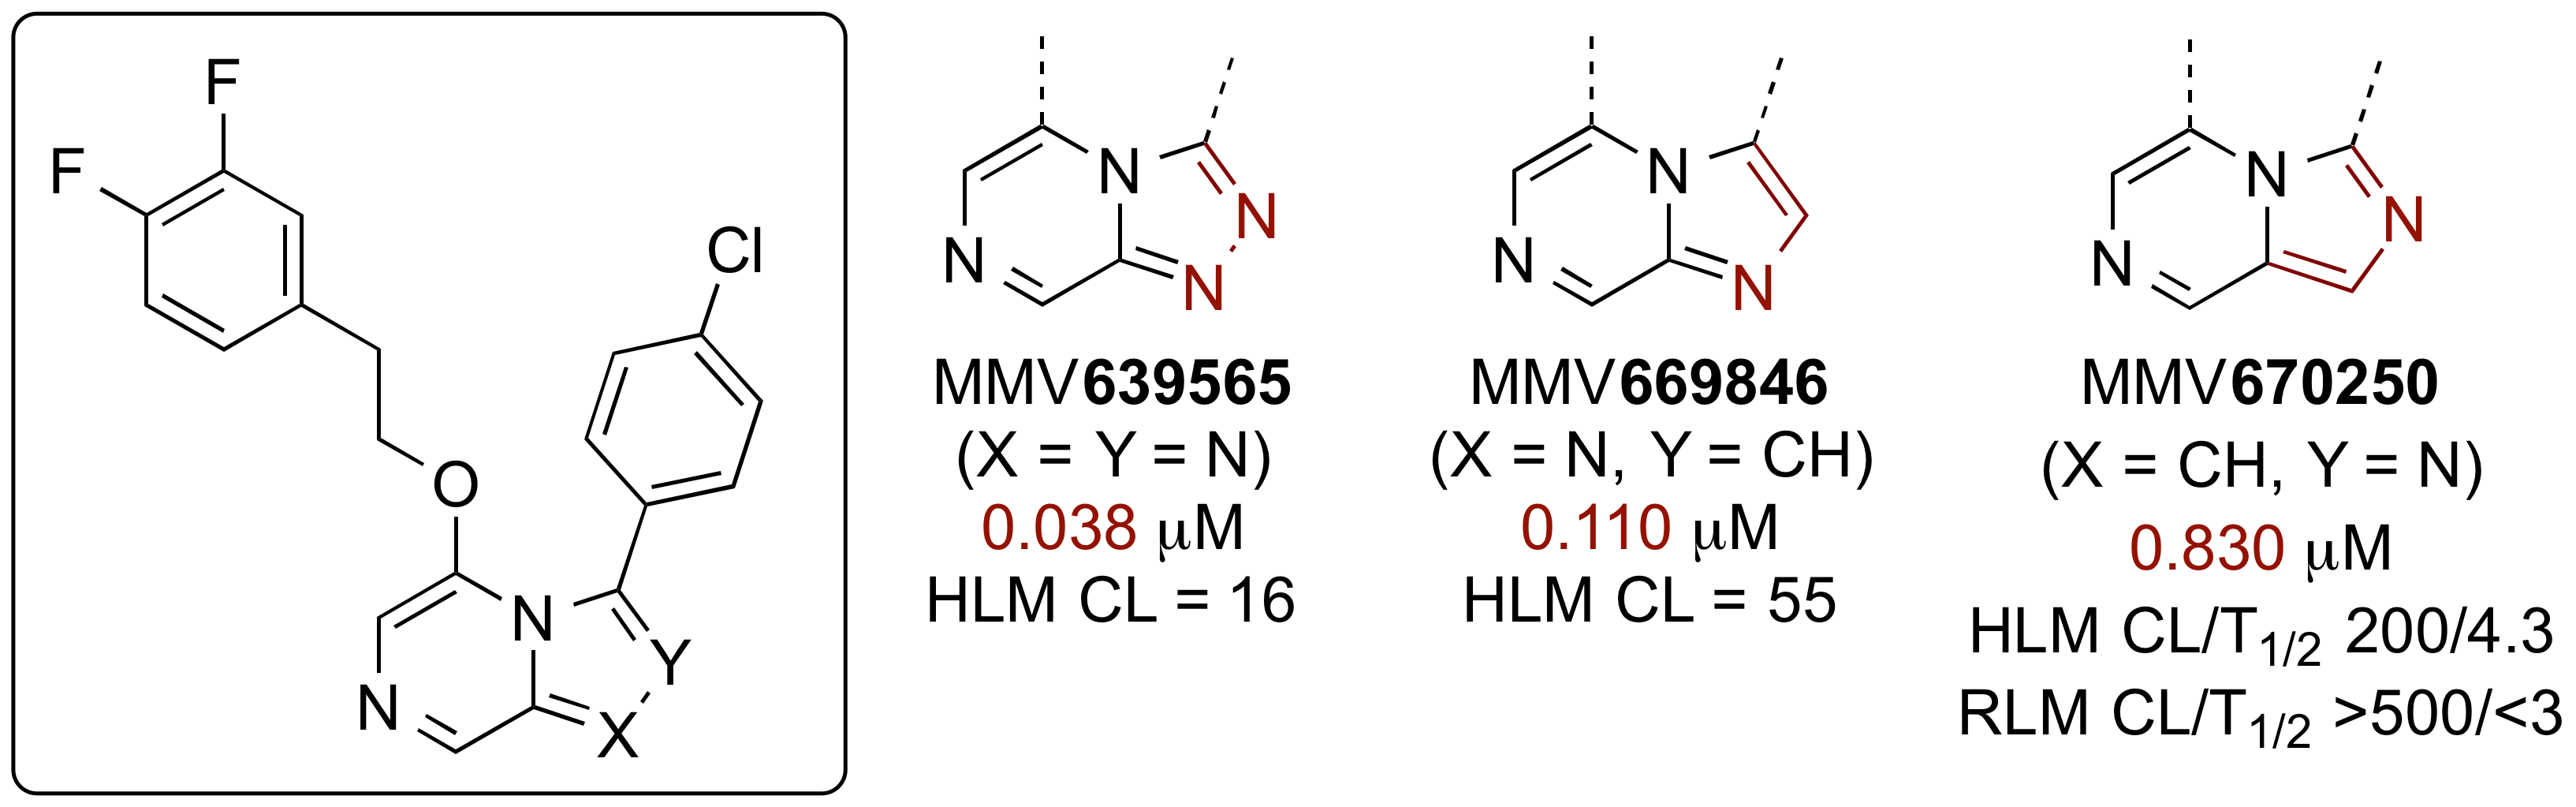 F
F
Cl
O
N
N
Y
X
N
N
N
N
MMV639565
(X = Y = N)
0.038 μM
HLM CL = 16
N
N
N
MMV669846
(X = N, Y = CH)
0.110 μM
HLM CL = 55
N
N
N
MMV670250
(X = CH, Y = N)
0.830 μM
HLM CL/T1/2 200/4.3
RLM CL/T1/2 >500/<3